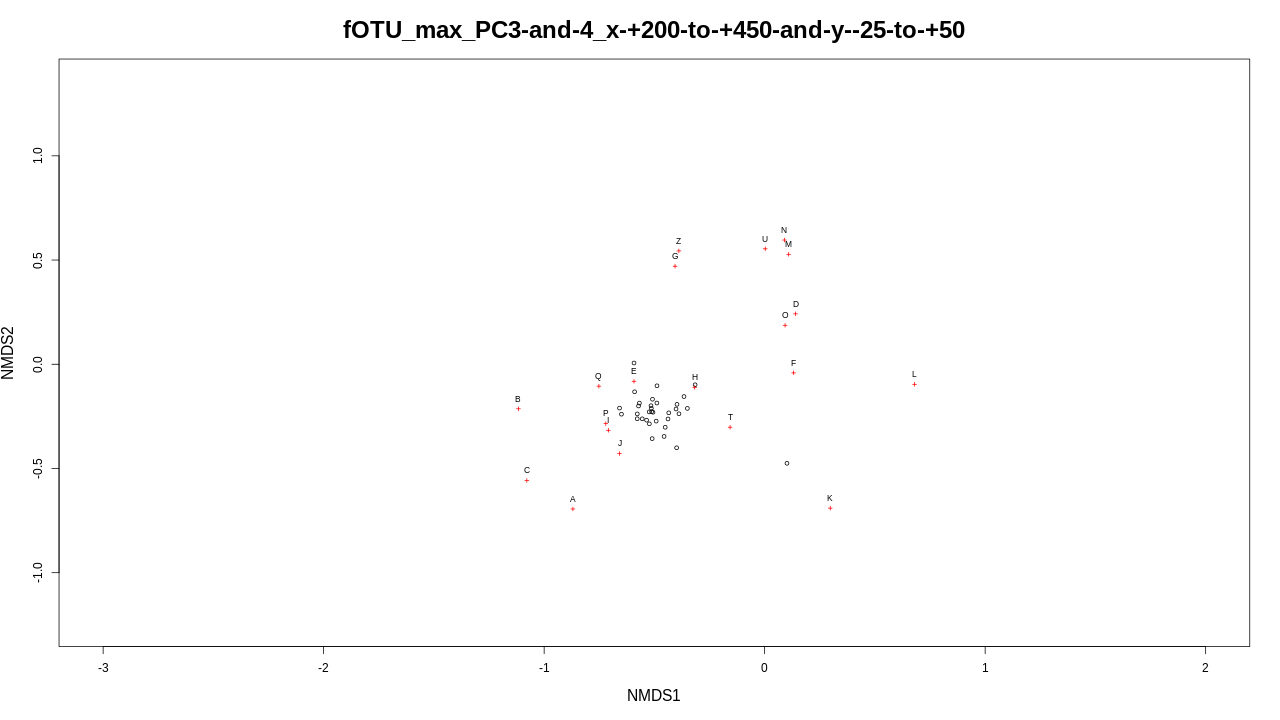 fOTU_max_PC3-and-4_x-+200-to-+450-and-y--25-to-+50
1.0
0.5
0.0
-0.5
-1.0
NMDS2
N
U
M
Z
G
D
O
F
L
Q
E
H
B
P
I
T
J
C
A
K
-3
-2
-1
0
1
2
NMDS1